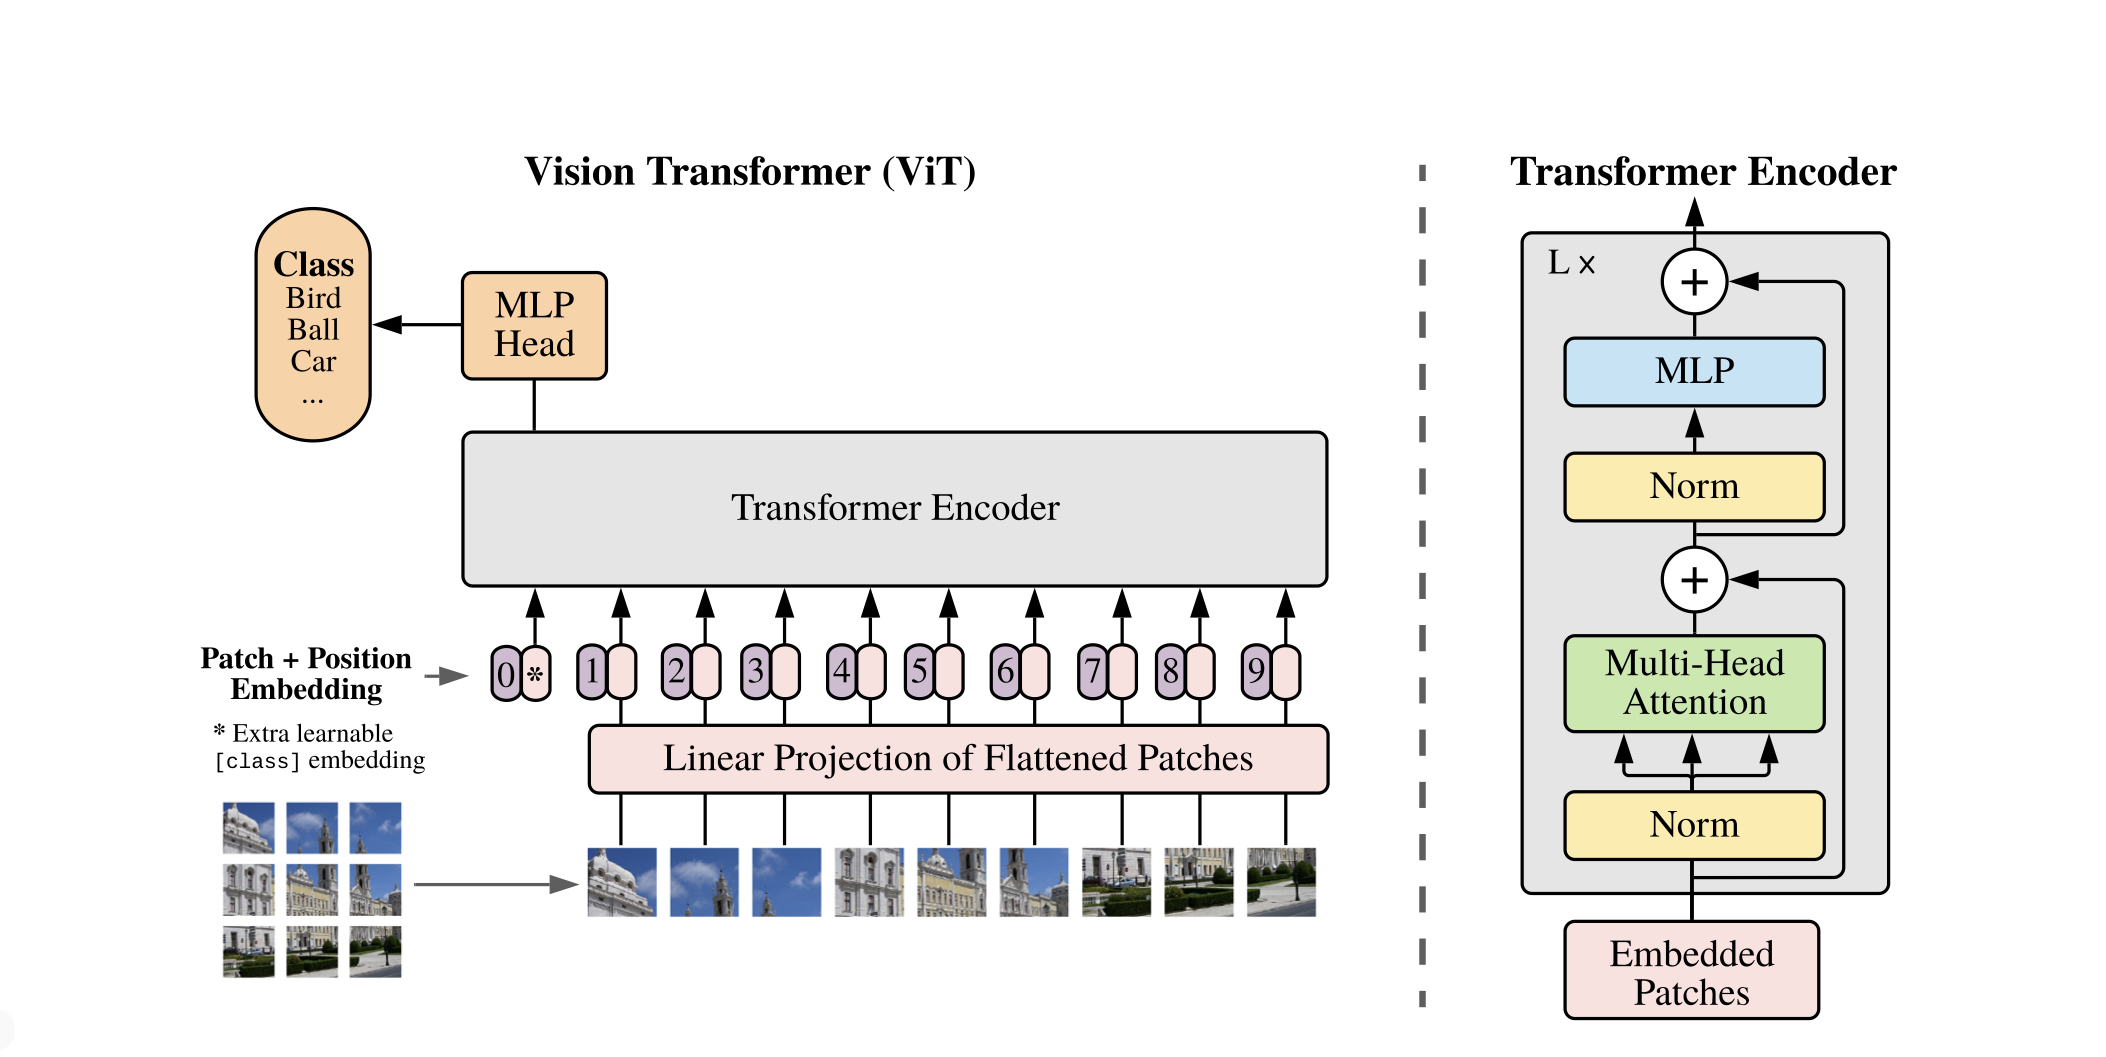 Vision Transformer (ViT)
Class
Bird
Ball
Car
...
MLP
Head
Transformer Encoder
Patch + Position
Embedding
0 * 1 2 3 4 5 6 7 8 9
* Extra learnable
[class] embedding
Linear Projection of Flattened Patches
Transformer Encoder
L ×
+
MLP
Norm
+
Multi-Head
Attention
Norm
Embedded
Patches